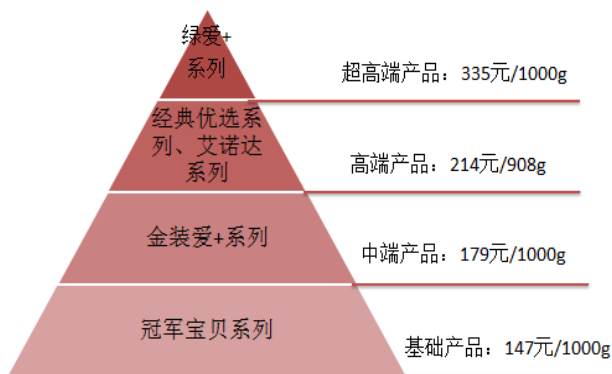 绿爱+
系列
超高端产品：335元/1000g
经典优选系
列、艾诺达
系列
高端产品：214元/908g
金装爱+系列
中端产品：179元/1000g
冠军宝贝系列
基础产品：147元/1000g